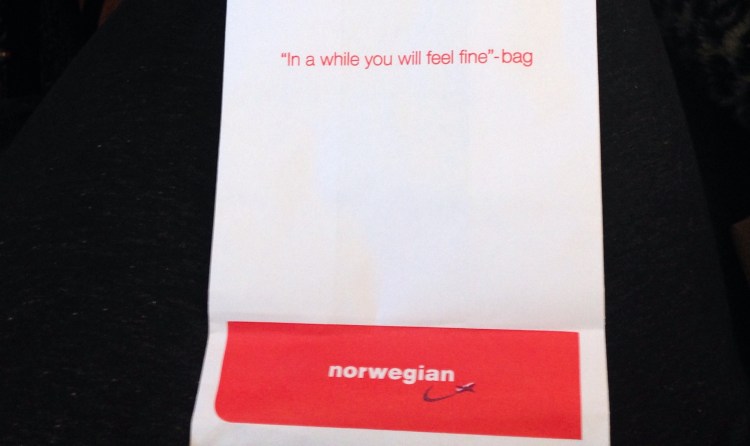 “In a while you will feel fine”-bag
norwegian